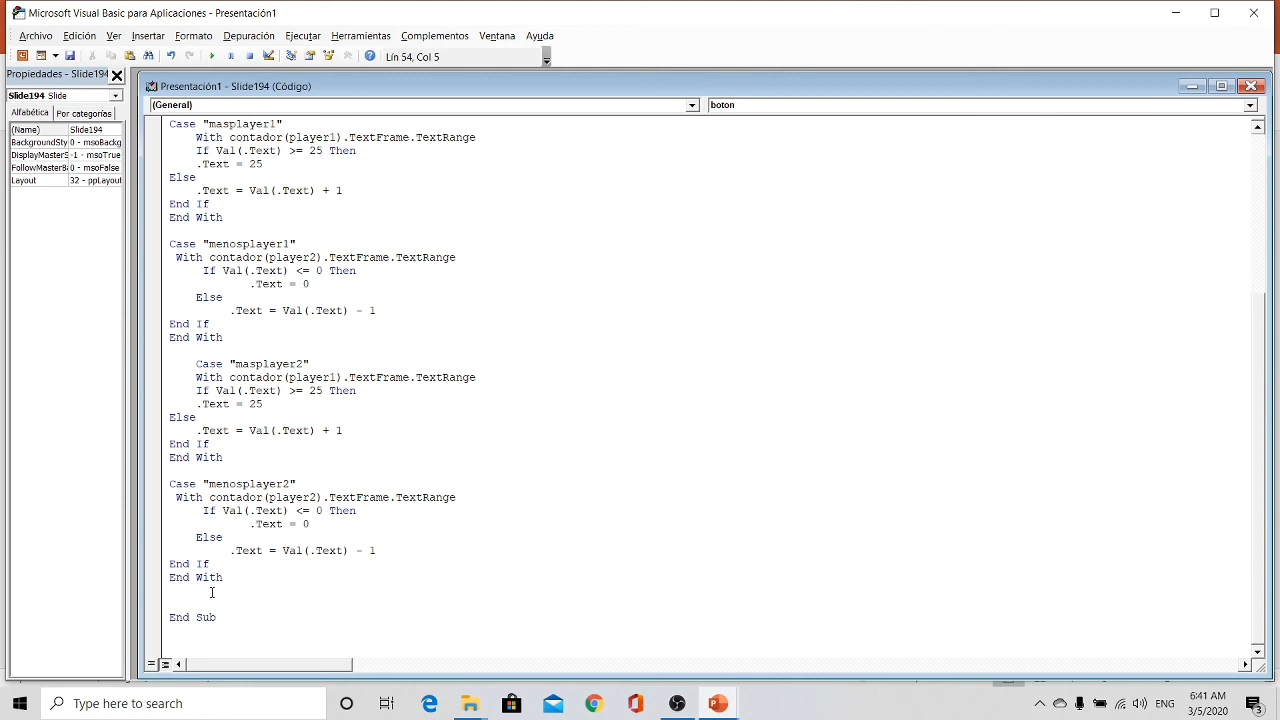 Microsoft Visual Basic para Aplicaciones - Presentación1
Archivo Edición Ver Insertar Formato Depuración Ejecutar Herramientas Complementos Ventana Ayuda
Lín 54, Col 5
Propiedades - Slide194
Slide194 Slide
Alfabética Por categorías
(Name) Slide194
BackgroundSty 0 - msoBackg
DisplayMasterS -1 - msoTrue
FollowMasterBa 0 - msoFalse
Layout 32 - ppLayout
Presentación1 - Slide194 (Código)
(General) boton
Case "masplayer1"
With contador(player1).TextFrame.TextRange
If Val(.Text) >= 25 Then
.Text = 25
Else
.Text = Val(.Text) + 1
End If
End With
Case "menosplayer1"
With contador(player2).TextFrame.TextRange
If Val(.Text) <= 0 Then
.Text = 0
Else
.Text = Val(.Text) - 1
End If
End With
Case "masplayer2"
With contador(player1).TextFrame.TextRange
If Val(.Text) >= 25 Then
.Text = 25
Else
.Text = Val(.Text) + 1
End If
End With
Case "menosplayer2"
With contador(player2).TextFrame.TextRange
If Val(.Text) <= 0 Then
.Text = 0
Else
.Text = Val(.Text) - 1
End If
End With
End Sub
Type here to search
ENG
6:41 AM
3/5/2020
3